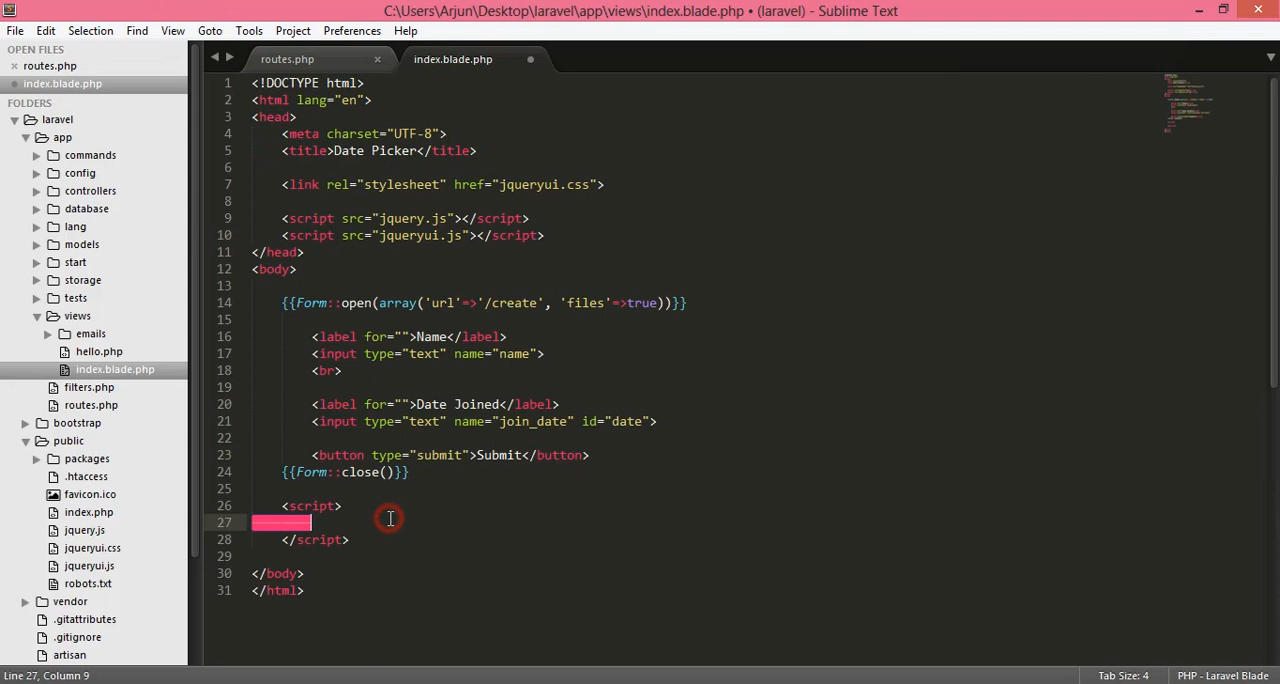 C:\Users\Arjun\Desktop\laravel\app\views\index.blade.php • (laravel) - Sublime Text
File Edit Selection Find View Goto Tools Project Preferences Help
OPEN FILES
routes.php
index.blade.php
FOLDERS
laravel
app
commands
config
controllers
database
lang
models
start
storage
tests
views
emails
hello.php
index.blade.php
filters.php
routes.php
bootstrap
public
packages
.htaccess
favicon.ico
index.php
jquery.js
jqueryui.css
jqueryui.js
robots.txt
vendor
.gitattributes
.gitignore
artisan
routes.php
index.blade.php
1 <!DOCTYPE html>
2 <html lang="en">
3 <head>
4 <meta charset="UTF-8">
5 <title>Date Picker</title>
6
7 <link rel="stylesheet" href="jqueryui.css">
8
9 <script src="jquery.js"></script>
10 <script src="jqueryui.js"></script>
11 </head>
12 <body>
13
14 {{Form::open(array('url'=>'/create', 'files'=>true))}}
15
16 <label for="">Name</label>
17 <input type="text" name="name">
18 <br>
19
20 <label for="">Date Joined</label>
21 <input type="text" name="join_date" id="date">
22
23 <button type="submit">Submit</button>
24 {{Form::close()}}
25
26 <script>
27
28 </script>
29
30 </body>
31 </html>
Line 27, Column 9
Tab Size: 4
PHP - Laravel Blade